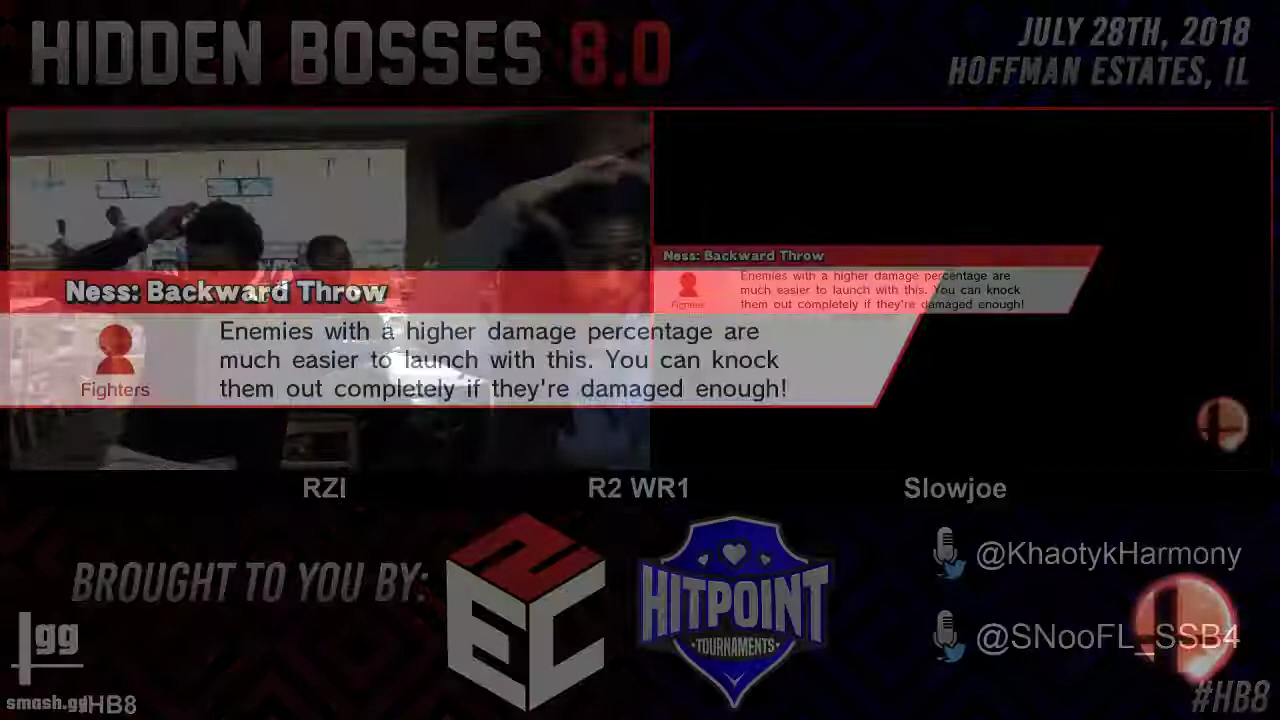 HIDDEN BOSSES 8.0
JULY 28TH, 2018
HOFFMAN ESTATES, IL
Ness: Backward Throw
Fighters
Enemies with a higher damage percentage are
much easier to launch with this. You can knock
them out completely if they're damaged enough!
Ness: Backward Throw
Fighters
Enemies with a higher damage percentage are
much easier to launch with this. You can knock
them out completely if they're damaged enough!
RZI
R2 WR1
Slowjoe
BROUGHT TO YOU BY:
EC
HITPOINT
TOURNAMENTS
@KhaotykHarmony
@SNooFL_SSB4
gg
smash.gg
#HB8
#HB8